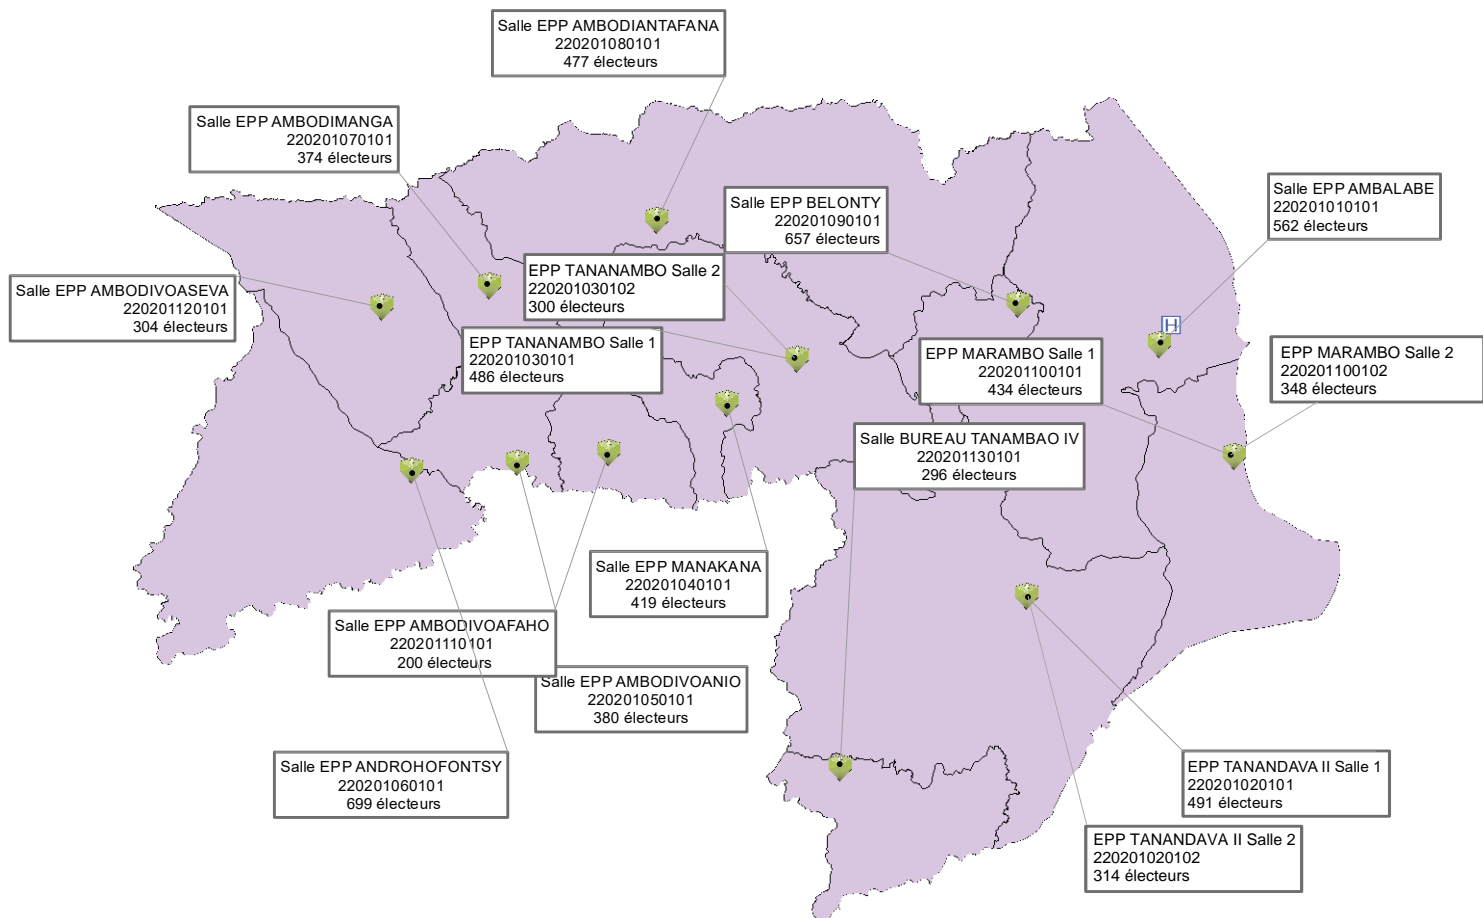 Salle EPP AMBODIANTAFANA
220201080101
477 électeurs
Salle EPP AMBODIMANGA
220201070101
374 électeurs
Salle EPP AMBALABE
220201010101
562 électeurs
Salle EPP BELONTY
220201090101
657 électeurs
EPP TANANAMBO Salle 2
220201030102
300 électeurs
Salle EPP AMBODIVOASEVA
220201120101
304 électeurs
H
EPP TANANAMBO Salle 1
220201030101
486 électeurs
EPP MARAMBO Salle 1
220201100101
434 électeurs
EPP MARAMBO Salle 2
220201100102
348 électeurs
Salle BUREAU TANAMBAO IV
220201130101
296 électeurs
Salle EPP MANAKANA
220201040101
419 électeurs
Salle EPP AMBODIVOAFAHO
220201110101
200 électeurs
Salle EPP AMBODIVOANIO
220201050101
380 électeurs
Salle EPP ANDROHOFONTSY
220201060101
699 électeurs
EPP TANANDAVA II Salle 1
220201020101
491 électeurs
EPP TANANDAVA II Salle 2
220201020102
314 électeurs